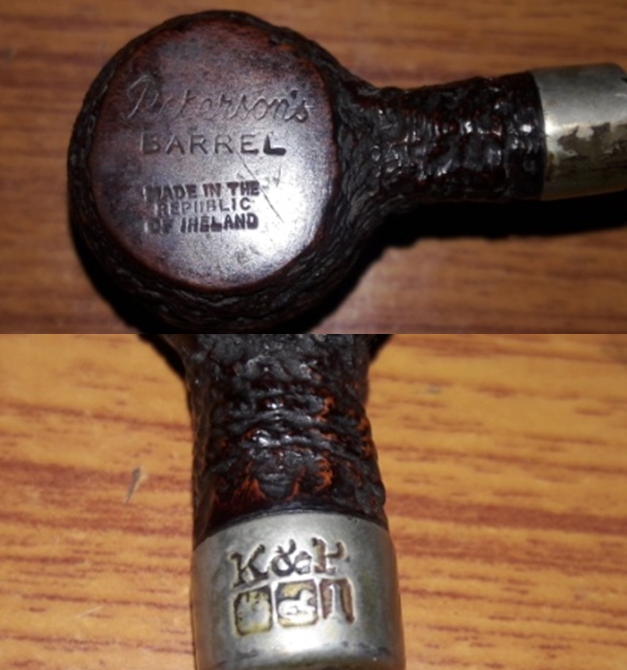 Peterson's
BARREL
MADE IN THE
REPUBLIC
OF IRELAND
K&P